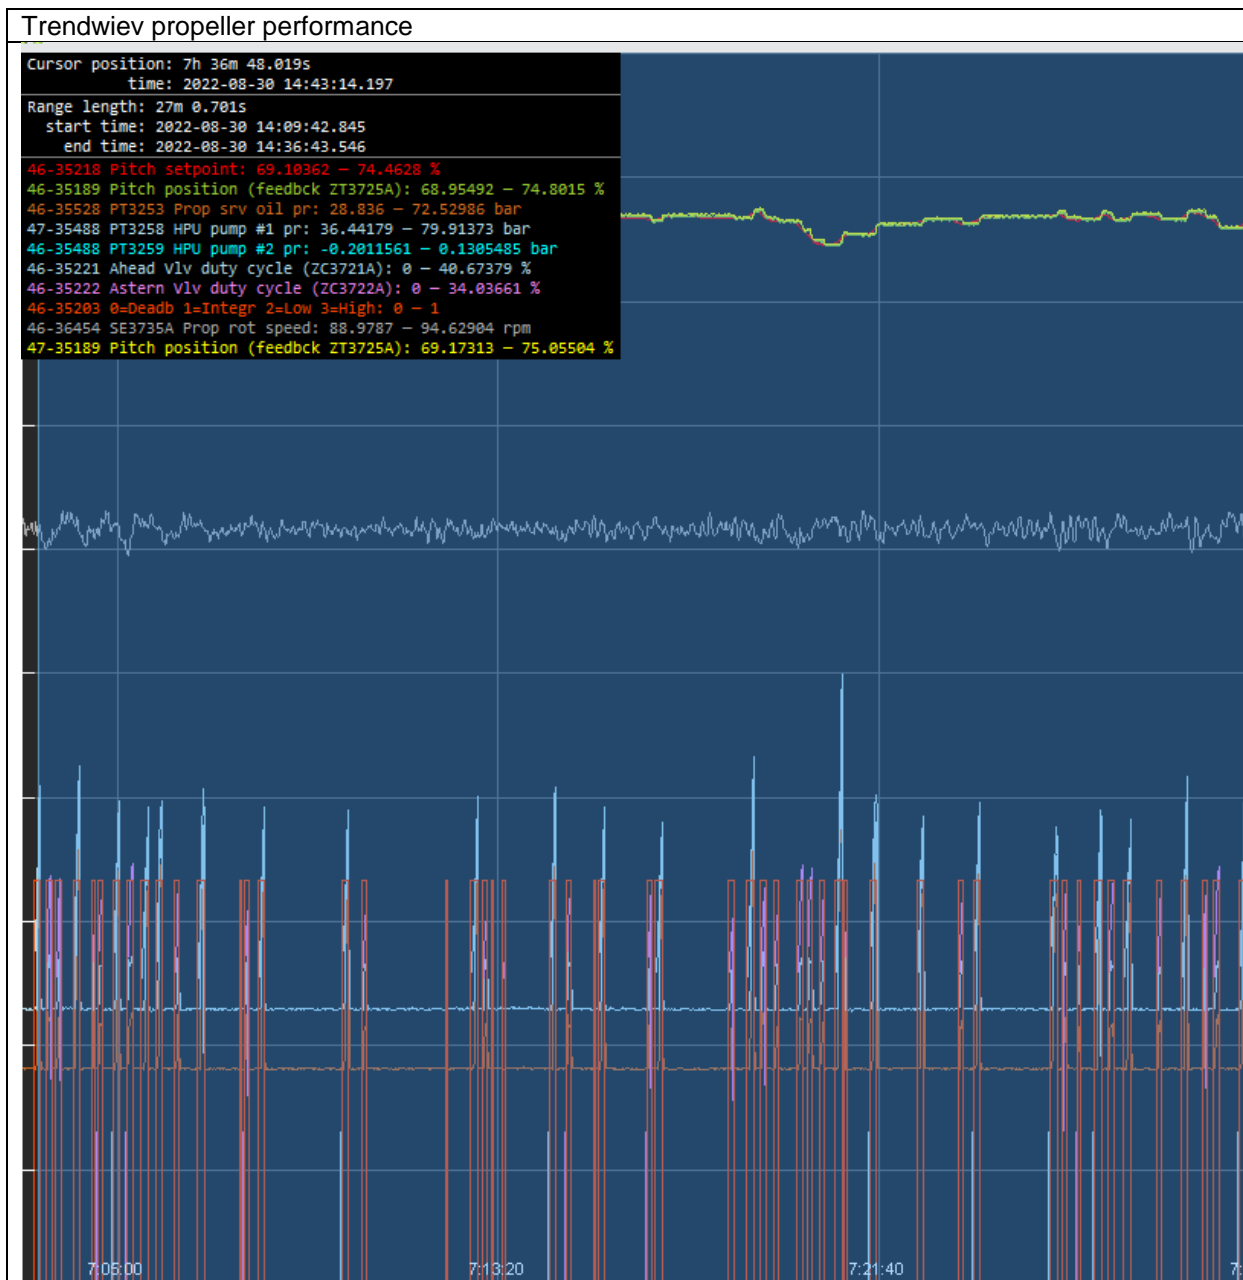 Trendwiev propeller performance
Cursor position: 7h 36m 48.019s
time: 2022-08-30 14:43:14.197
Range length: 27m 0.701s
start time: 2022-08-30 14:09:42.845
end time: 2022-08-30 14:36:43.546
46-35218 Pitch setpoint: 69.10362 — 74.4628 %
46-35189 Pitch position (feedbck ZT3725A): 68.95492 — 74.8015 %
46-35528 PT3253 Prop srv oil pr: 28.836 — 72.52986 bar
47-35488 PT3258 HPU pump #1 pr: 36.44179 — 79.91373 bar
46-35488 PT3259 HPU pump #2 pr: -0.2011561 — 0.1305485 bar
46-35221 Ahead Vlv duty cycle (ZC3721A): 0 — 40.67379 %
46-35222 Astern Vlv duty cycle (ZC3722A): 0 — 34.03661 %
46-35203 0=Deadb 1=Integr 2=Low 3=High: 0 — 1
46-36454 SE3735A Prop rot speed: 88.9787 — 94.62904 rpm
47-35189 Pitch position (feedbck ZT3725A): 69.17313 — 75.05504 %
7:05:00 7:13:20 7:21:40